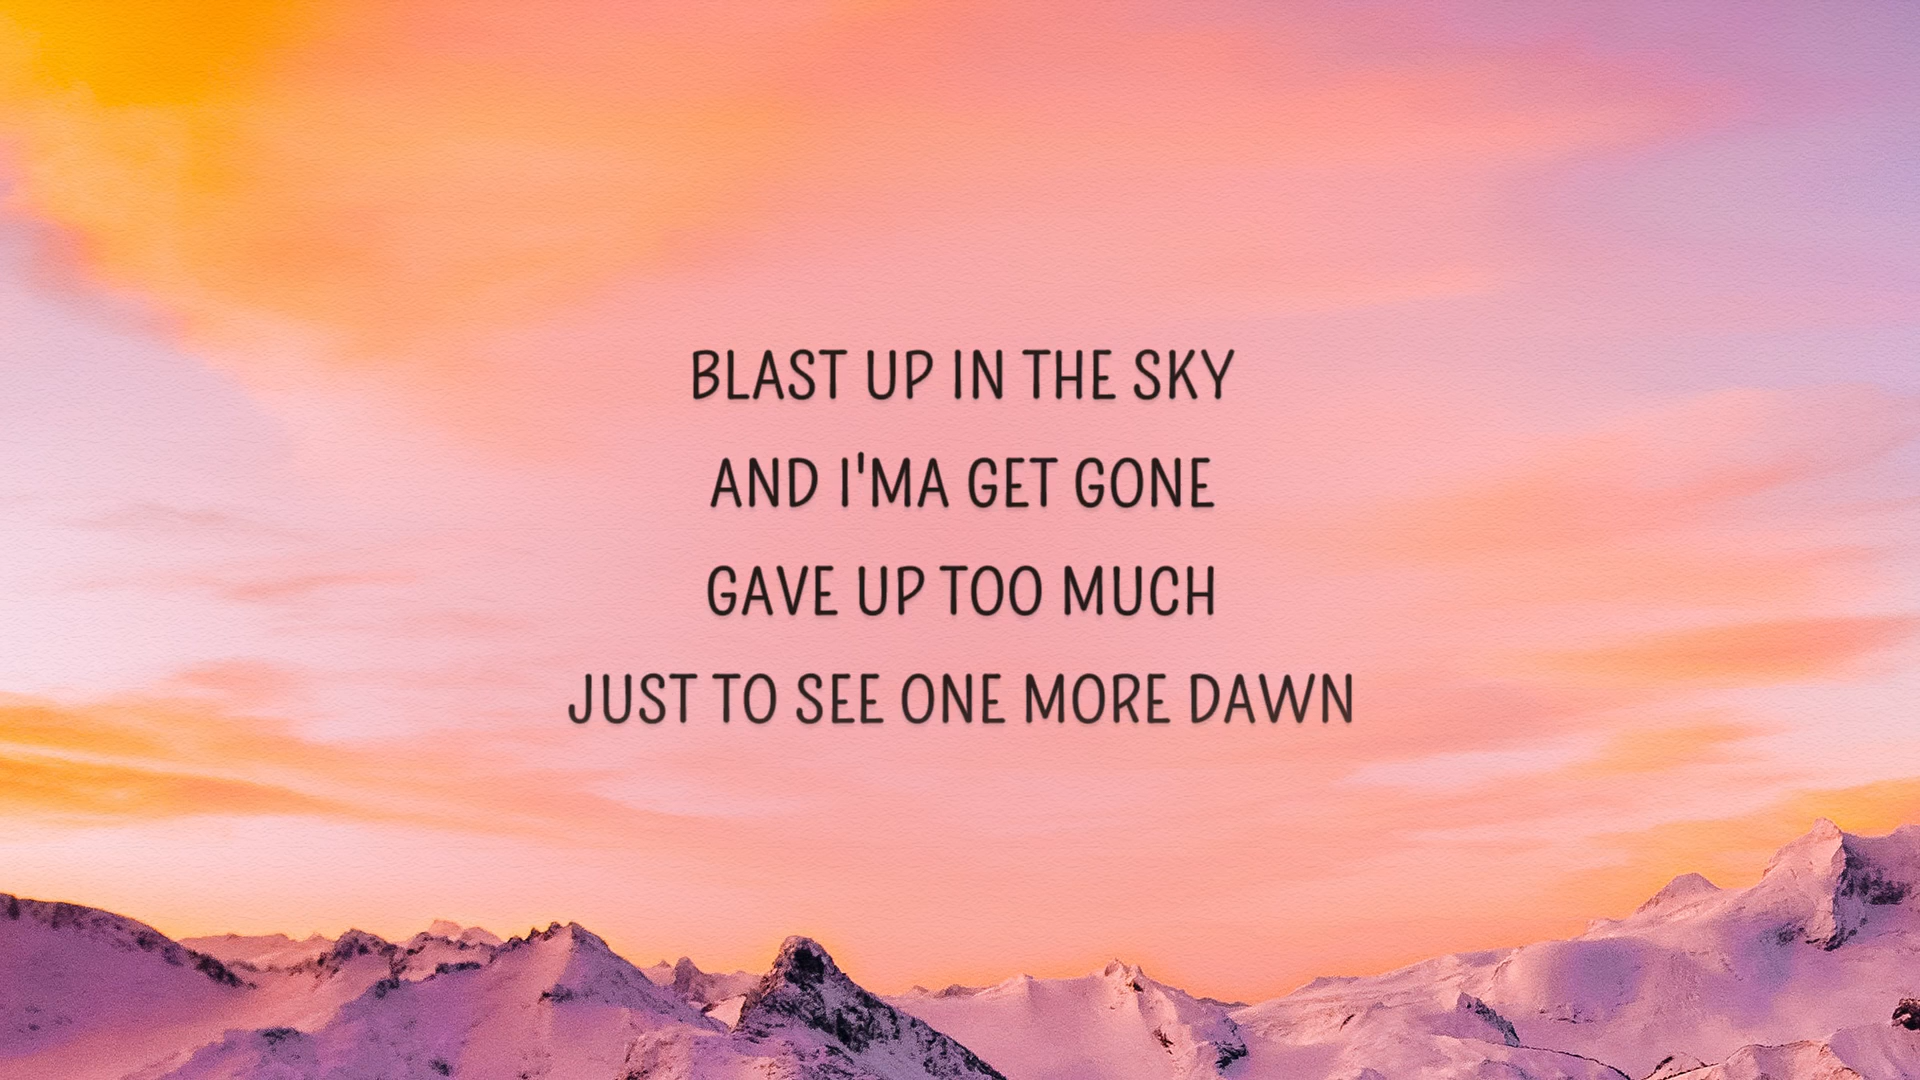 BLAST UP IN THE SKY
AND I'MA GET GONE
GAVE UP TOO MUCH
JUST TO SEE ONE MORE DAWN